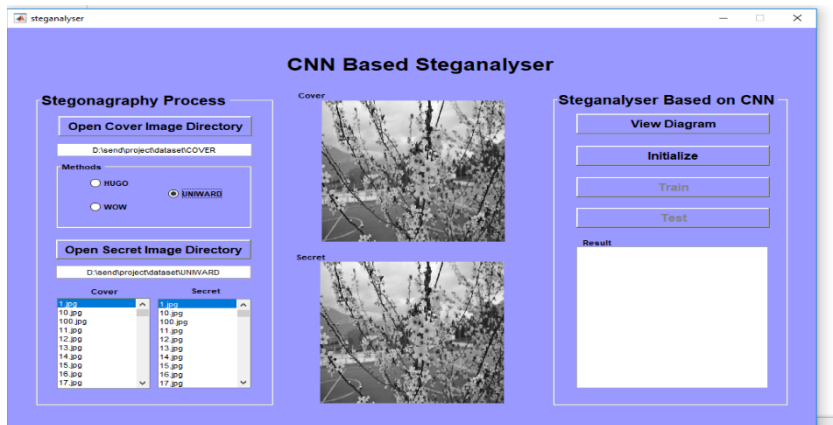 steganalyser
CNN Based Steganalyser
Stegonagraphy Process
Open Cover Image Directory
D:\send\project\dataset\COVER
Methods
HUGO
UNIWARD
WOW
Open Secret Image Directory
D:\send\project\dataset\UNIWARD
Cover
1.jpg
10.jpg
100.jpg
11.jpg
12.jpg
13.jpg
14.jpg
15.jpg
16.jpg
17.jpg
Secret
1.jpg
10.jpg
100.jpg
11.jpg
12.jpg
13.jpg
14.jpg
15.jpg
16.jpg
17.jpg
Cover
Secret
Steganalyser Based on CNN
View Diagram
Initialize
Train
Test
Result